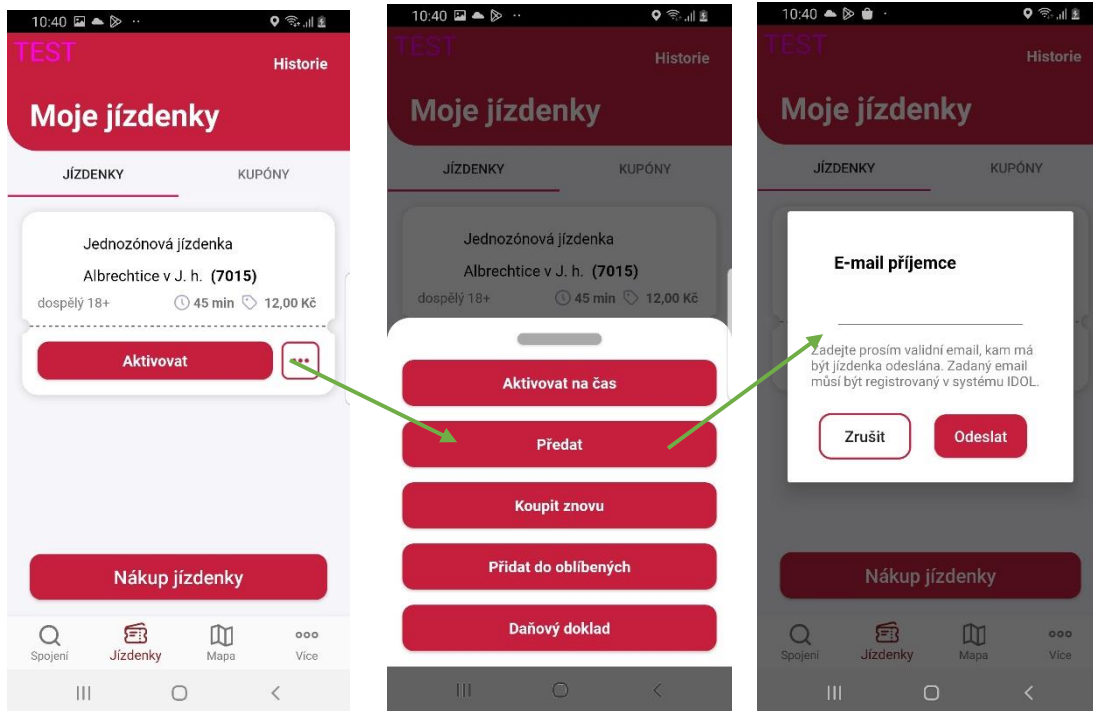 10:40
TEST
Historie
Moje jízdenky
JÍZDENKY KUPÓNY
Jednozónová jízdenka
Albrechtice v J. h. (7015)
dospělý 18+ 45 min 12,00 Kč
Aktivovat
Nákup jízdenky
Spojení Jízdenky Mapa Více
10:40
TEST
Historie
Moje jízdenky
JÍZDENKY KUPÓNY
Jednozónová jízdenka
Albrechtice v J. h. (7015)
dospělý 18+ 45 min 12,00 Kč
Aktivovat na čas
Předat
Koupit znovu
Přidat do oblíbených
Daňový doklad
10:40
TEST
Historie
Moje jízdenky
JÍZDENKY KUPÓNY
E-mail příjemce
Zadejte prosím validní email, kam má
být jízdenka odeslána. Zadaný email
můsí být registrovaný v systému IDOL.
Zrušit Odeslat
Nákup jízdenky
Spojení Jízdenky Mapa Více